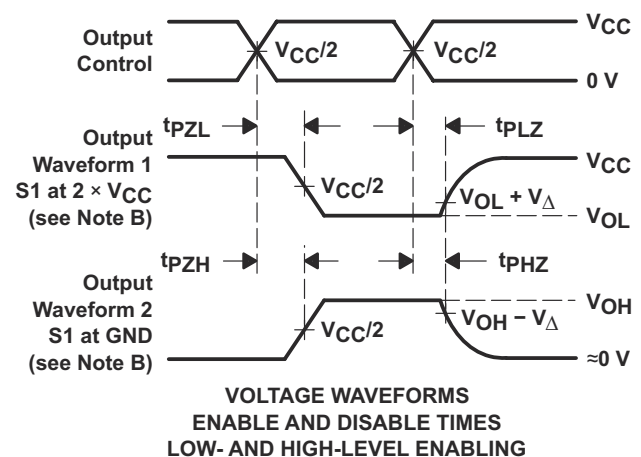 Output
Control
VCC/2
VCC/2
VCC
0 V
tPZL
tPLZ
Output
Waveform 1
S1 at 2 × VCC
(see Note B)
VCC/2
VCC
VOL + VΔ
VOL
tPZH
tPHZ
Output
Waveform 2
S1 at GND
(see Note B)
VCC/2
VOH
VOH − VΔ
≈0 V
VOLTAGE WAVEFORMS
ENABLE AND DISABLE TIMES
LOW- AND HIGH-LEVEL ENABLING